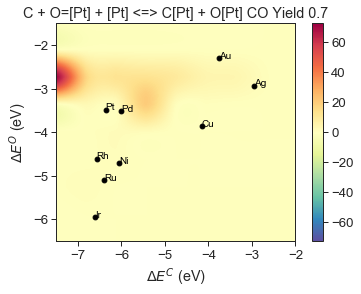 C + O=[Pt] + [Pt] <=> C[Pt] + O[Pt] CO Yield 0.7
−2
−3
−4
−5
−6
ΔE^O (eV)
Au
Ag
Pt
Pd
Cu
Rh
Ni
Ru
Ir
−7
−6
−5
−4
−3
−2
ΔE^C (eV)
60
40
20
0
−20
−40
−60